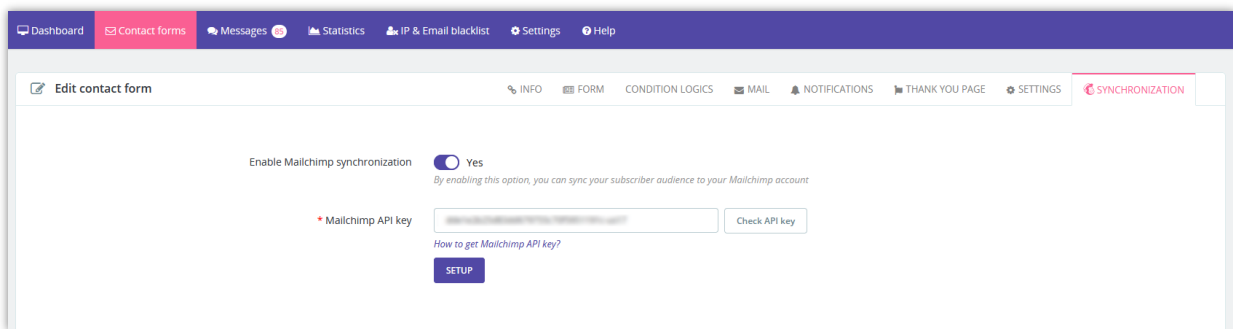 Dashboard Contact forms Messages 85 Statistics IP & Email blacklist Settings Help
Edit contact form INFO FORM CONDITION LOGICS MAIL NOTIFICATIONS THANK YOU PAGE SETTINGS SYNCHRONIZATION
Enable Mailchimp synchronization Yes
By enabling this option, you can sync your subscriber audience to your Mailchimp account
* Mailchimp API key Check API key
How to get Mailchimp API key?
SETUP